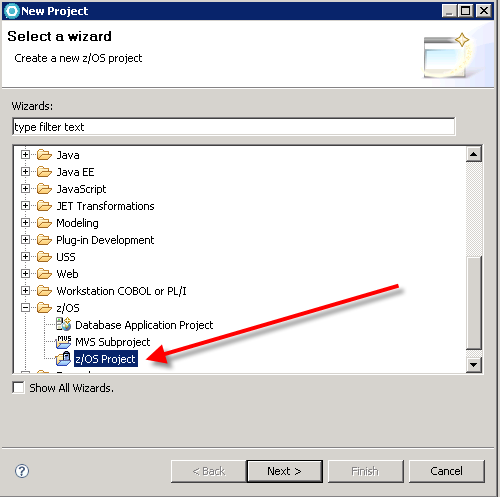 New Project
Select a wizard
Create a new z/OS project
Wizards:
type filter text
Java
Java EE
JavaScript
JET Transformations
Modeling
Plug-in Development
USS
Web
Workstation COBOL or PL/I
z/OS
Database Application Project
MVS Subproject
z/OS Project
Show All Wizards.
? < Back Next > Finish Cancel